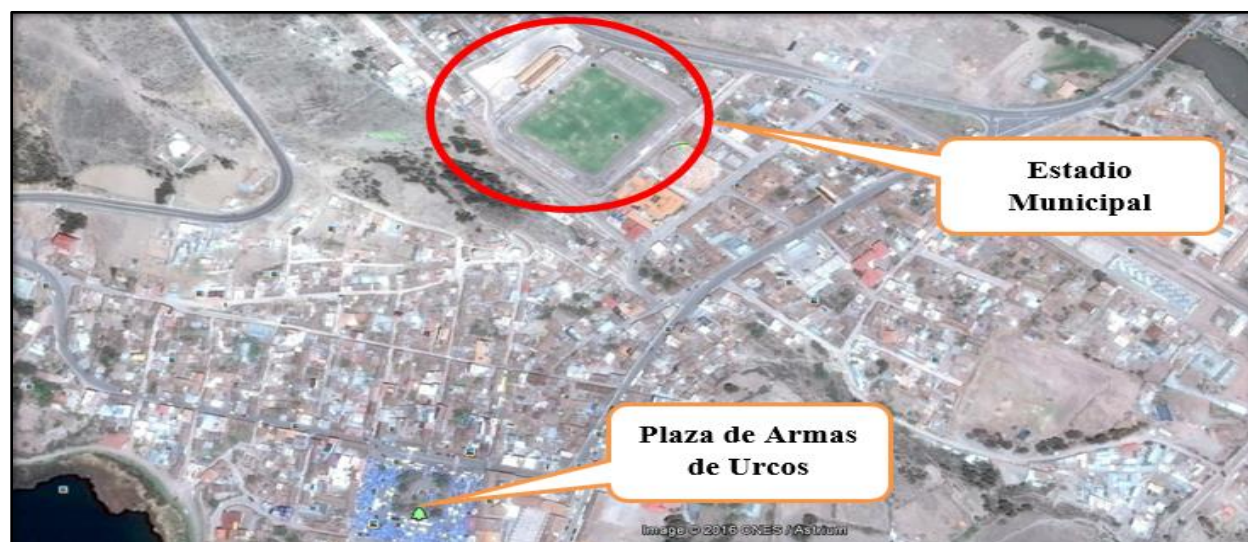 Estadio
Municipal
Plaza de Armas
de Urcos
Image © 2016 CNES / Astrium